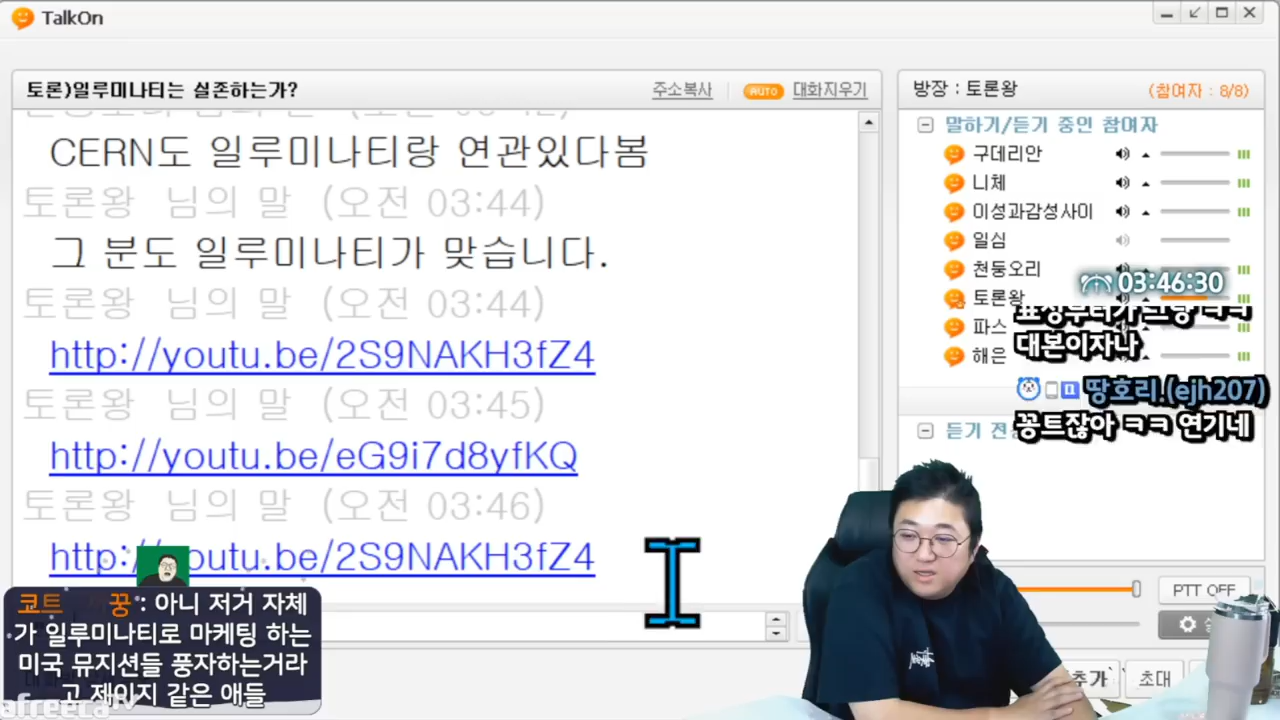 TalkOn
토론)일루미나티는 실존하는가?
주소복사
AUTO 대화지우기
CERN도 일루미나티랑 연관있다봄
토론왕 님의 말 (오전 03:44)
그 분도 일루미나티가 맞습니다.
토론왕 님의 말 (오전 03:44)
http://youtu.be/2S9NAKH3fZ4
토론왕 님의 말 (오전 03:45)
http://youtu.be/eG9i7d8yfKQ
토론왕 님의 말 (오전 03:46)
http://youtu.be/2S9NAKH3fZ4
코트 꿍 : 아니 저거 자체
가 일루미나티로 마케팅 하는
미국 뮤지션들 풍자하는거라
고 제이지 같은 애들
afreecaTV
방장 : 토론왕
(참여자 : 8/8)
말하기/듣기 중인 참여자
구데리안
니체
이성과감성사이
일심
천둥오리
토론왕
파스
해은
03:46:30
대본이자나
땅호리.(ejh207)
꽁트잖아 ㅋㅋ 연기네
듣기 전
PTT OFF
추가
초대